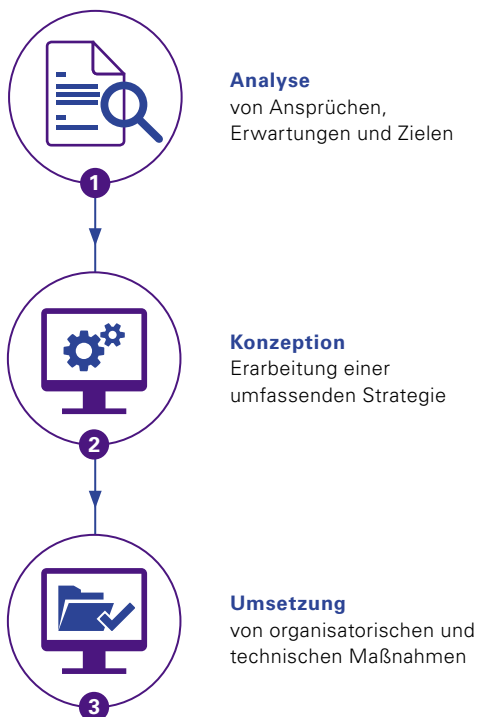 Analyse
von Ansprüchen,
Erwartungen und Zielen
1
Konzeption
Erarbeitung einer
umfassenden Strategie
2
Umsetzung
von organisatorischen und
technischen Maßnahmen
3